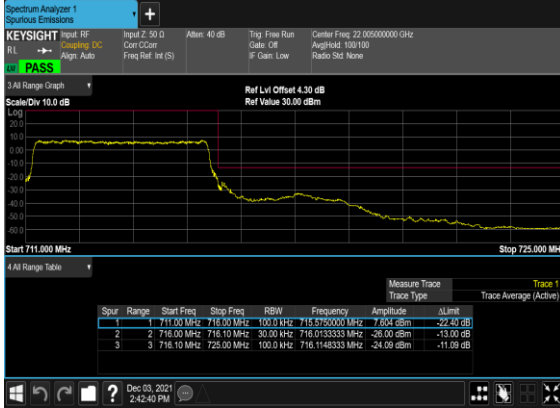 Spectrum Analyzer 1
Spurious Emissions
+
KEYSIGHT Input: RF Input Z: 50 Ω Atten: 40 dB Trig: Free Run Center Freq: 22.005000000 GHz
RL Coupling: DC Corr CCorr Gate: Off Avg|Hold: 100/100
Align: Auto Freq Ref: Int (S) IF Gain: Low Radio Std: None
PASS
3 All Range Graph
Ref Lvl Offset 4.30 dB
Scale/Div 10.0 dB Ref Value 30.00 dBm
Log
20.0
10.0
0.00
-10.0
-20.0
-30.0
-40.0
-50.0
-60.0
Start 711.000 MHz Stop 725.000 MH
4 All Range Table
Measure Trace Trace 1
Trace Type Trace Average (Active)
Spur Range Start Freq Stop Freq RBW Frequency Amplitude ΔLimit
1 1 711.00 MHz 716.00 MHz 100.0 kHz 715.5750000 MHz 7.604 dBm -22.40 dB
2 2 716.00 MHz 716.10 MHz 30.00 kHz 716.0133333 MHz -26.00 dBm -13.00 dB
3 3 716.10 MHz 725.00 MHz 100.0 kHz 716.1148333 MHz -24.09 dBm -11.09 dB
?
Dec 03, 2021
2:42:40 PM